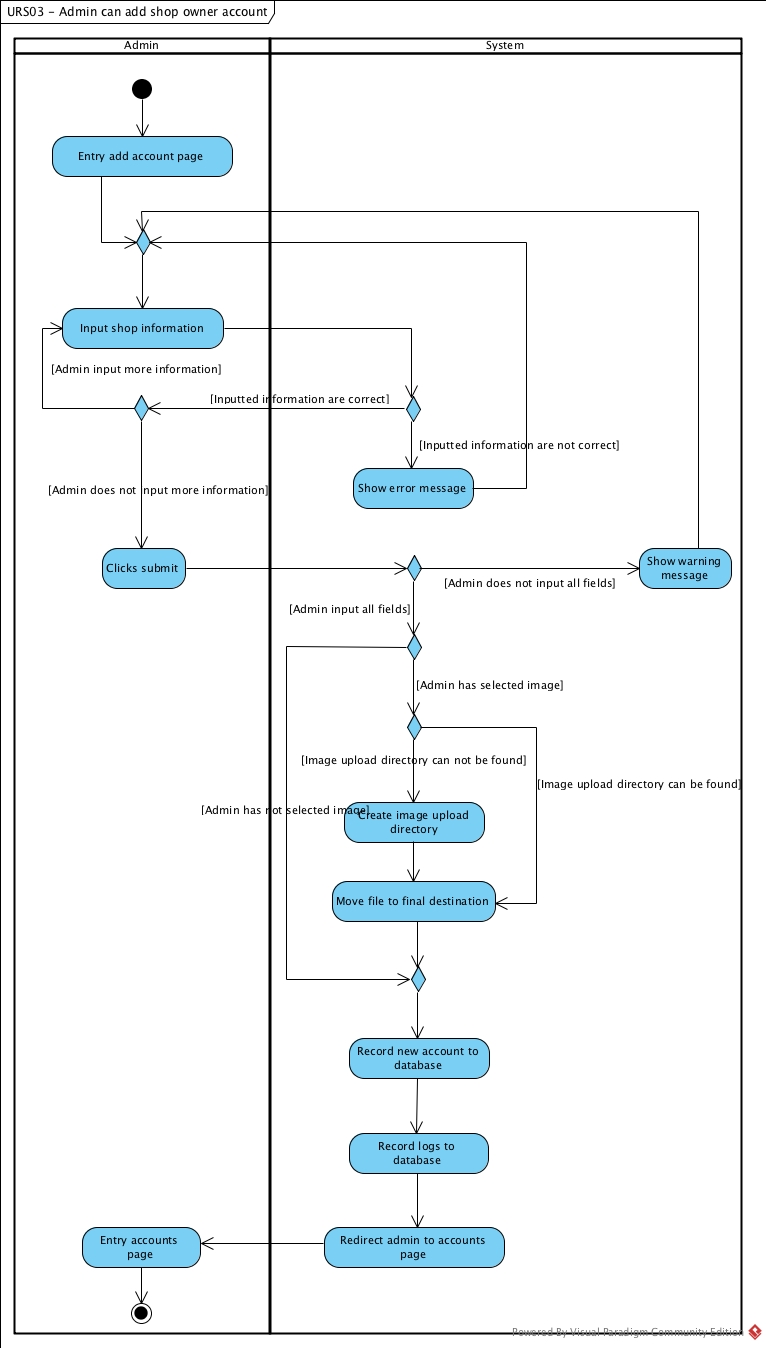 URS03 - Admin can add shop owner account
Admin
System
Entry add account page
Input shop information
[Admin input more information]
[Inputted information are correct]
[Inputted information are not correct]
Show error message
[Admin does not input more information]
Clicks submit
Show warning
message
[Admin does not input all fields]
[Admin input all fields]
[Admin has selected image]
[Image upload directory can not be found]
[Image upload directory can be found]
[Admin has not selected image]
Create image upload
directory
Move file to final destination
Record new account to
database
Record logs to
database
Entry accounts
page
Redirect admin to accounts
page
Powered By Visual Paradigm Community Edition